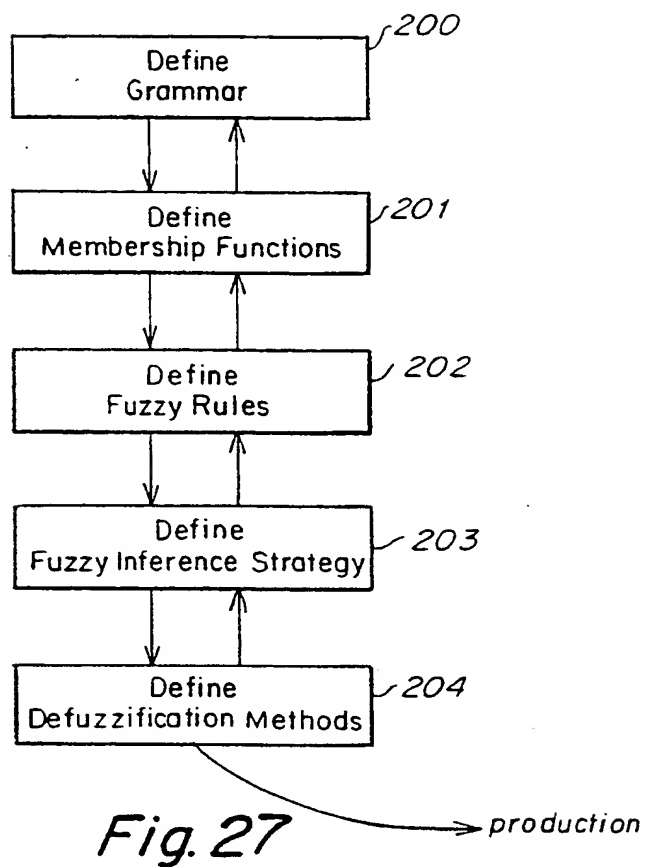 200
Define
Grammar
201
Define
Membership Functions
202
Define
Fuzzy Rules
203
Define
Fuzzy Inference Strategy
204
Define
Defuzzification Methods
production
Fig. 27